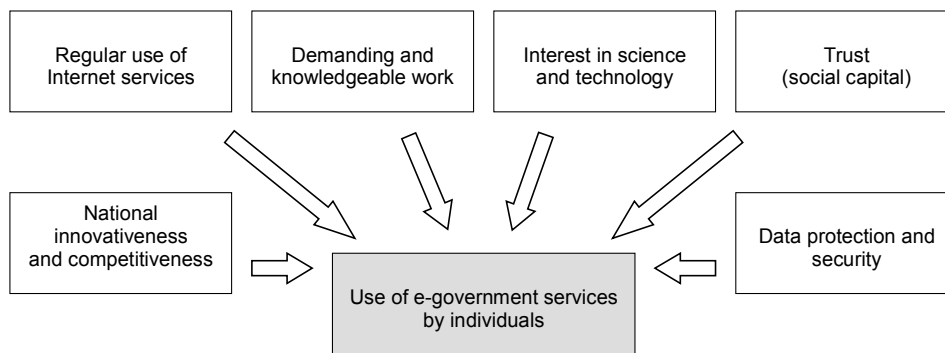 Regular use of
Internet services
Demanding and
knowledgeable work
Interest in science
and technology
Trust
(social capital)
National
innovativeness
and competitiveness
Data protection and
security
Use of e-government services
by individuals